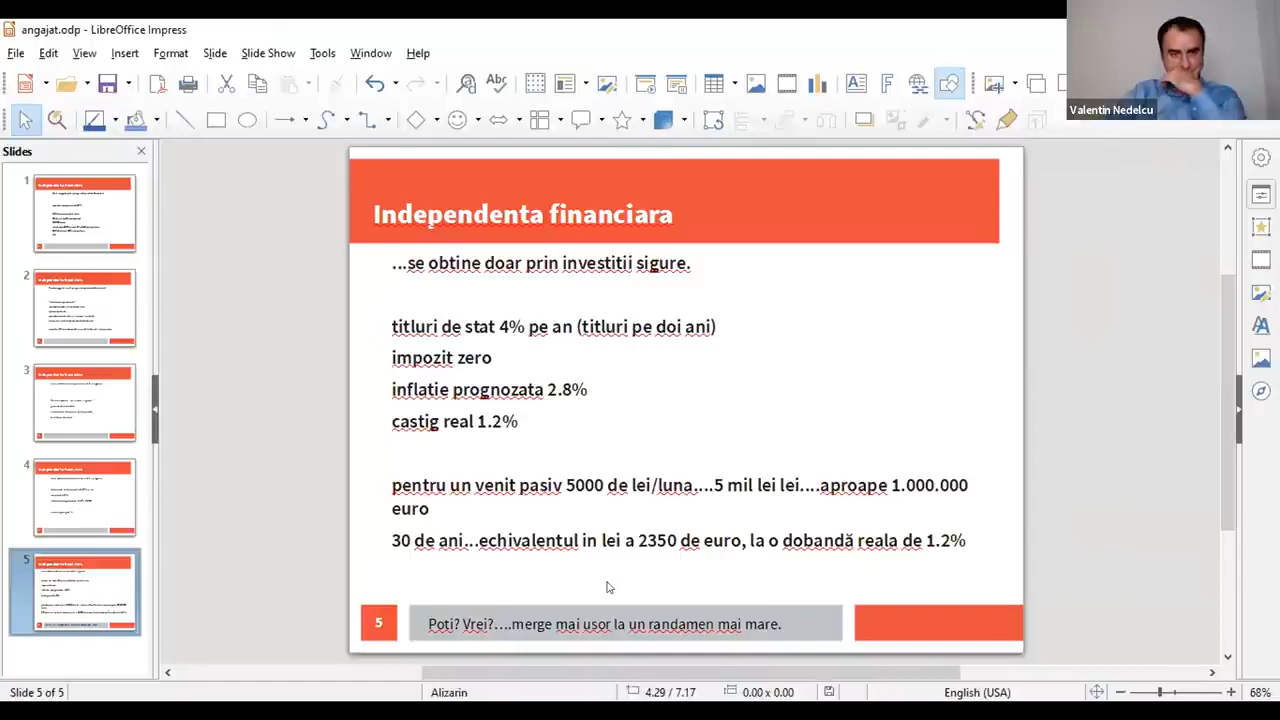 angajat.odp - LibreOffice Impress
File Edit View Insert Format Slide Slide Show Tools Window Help
Valentin Nedelcu
Slides
1
2
3
4
5
Independenta financiara
...se obtine doar prin investitii sigure.
titluri de stat 4% pe an (titluri pe doi ani)
impozit zero
inflatie prognozata 2.8%
castig real 1.2%
pentru un venit pasiv 5000 de lei/luna....5 mil lei lei....aproape 1.000.000
euro
30 de ani...echivalentul in lei a 2350 de euro, la o dobandă reala de 1.2%
5
Poti? Vrei?....merge mai usor la un randamen mai mare.
Slide 5 of 5 Alizarin 4.29 / 7.17 0.00 x 0.00 English (USA) 68%